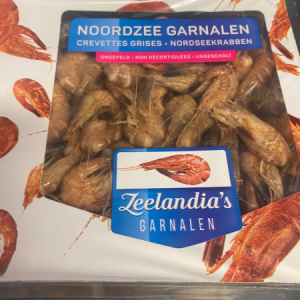 NOORDZEE GARNALEN
CREVETTES GRISES • NORDSEEKRABBEN
ONGEPELD • NON DÉCORTIQUÉES • UNGESCHÄLT
Zeelandia's
GARNALEN